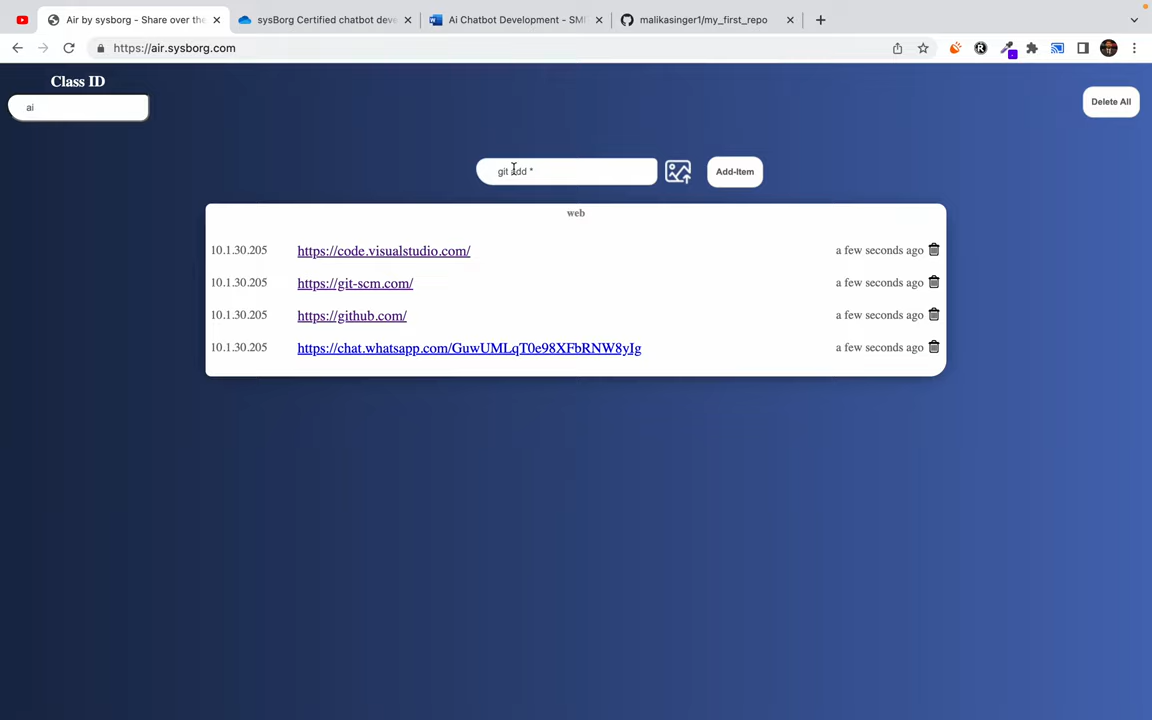 Air by sysborg - Share over the
sysBorg Certified chatbot deve
Ai Chatbot Development - SMI
malikasinger1/my_first_repo
https://air.sysborg.com
Class ID
ai
Delete All
git add *
Add-Item
web
10.1.30.205 https://code.visualstudio.com/ a few seconds ago
10.1.30.205 https://git-scm.com/ a few seconds ago
10.1.30.205 https://github.com/ a few seconds ago
10.1.30.205 https://chat.whatsapp.com/GuwUMLqT0e98XFbRNW8yIg a few seconds ago